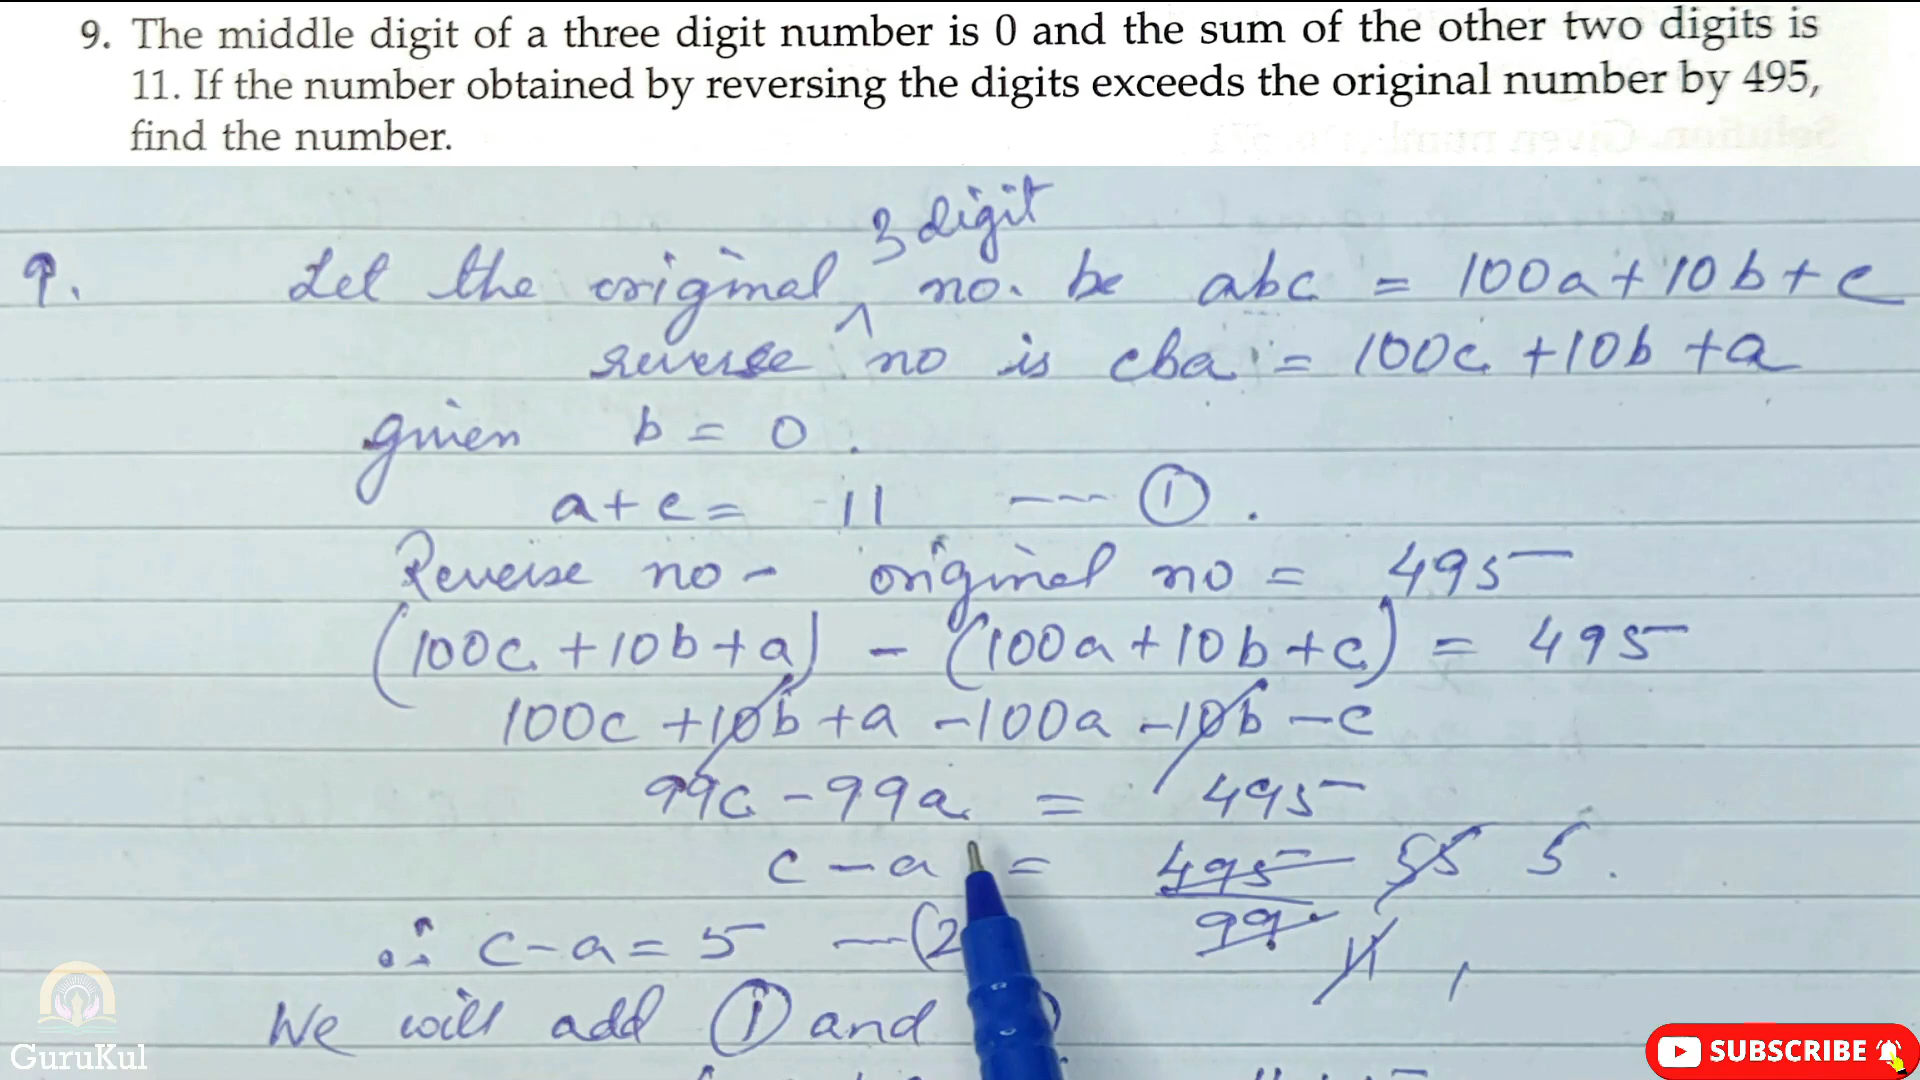 9. The middle digit of a three digit number is 0 and the sum of the other two digits is
11. If the number obtained by reversing the digits exceeds the original number by 495,
find the number.
9. Let the original ^ 3 digit no. be abc = 100a + 10b + c
reverse no is cba = 100c + 10b + a
given b = 0.
a + c = 11 --- ①.
Reverse no - original no = 495
(100c + 10b + a) - (100a + 10b + c) = 495
100c + 10b + a - 100a - 10b - c
99c - 99a = 495
c - a = 495/99 55/11 5.
1
∴ c - a = 5 — (2
We will add ① and
GuruKul
SUBSCRIBE